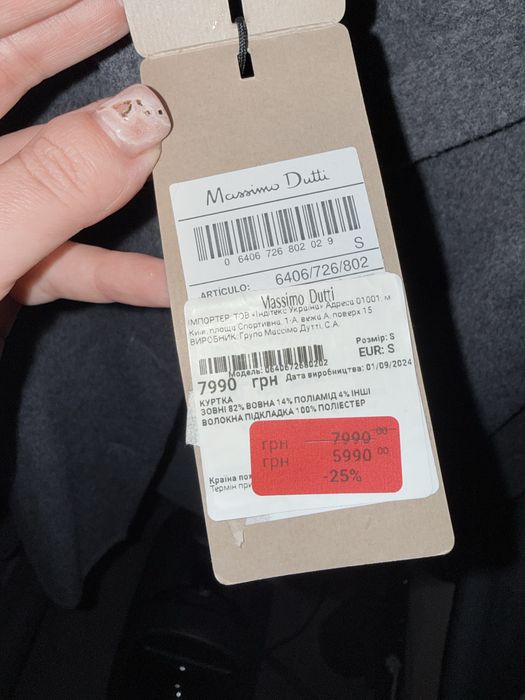 Massimo Dutti
0 6406 726 802 02 9
S
ARTICULO: 6406/726/802
Massimo Dutti
ІМПОРТЕР: ТОВ «Індітекс Україна» Адреса 01001, м.
Київ, площа Спортивна, 1-А, вежа А, поверх 15
ВИРОБНИК: Групо Массімо Дутті, С.А.
Розмір: S
EUR: S
Модель: 0640672680202
7990 грн Дата виробництва: 01/09/2024
КУРТКА
ЗОВНІ 82% ВОВНА 14% ПОЛІАМІД 4% ІНШІ
ВОЛОКНА ПІДКЛАДКА 100% ПОЛІЕСТЕР
грн 7990 00
грн 5990 00
-25%
Країна
Термін